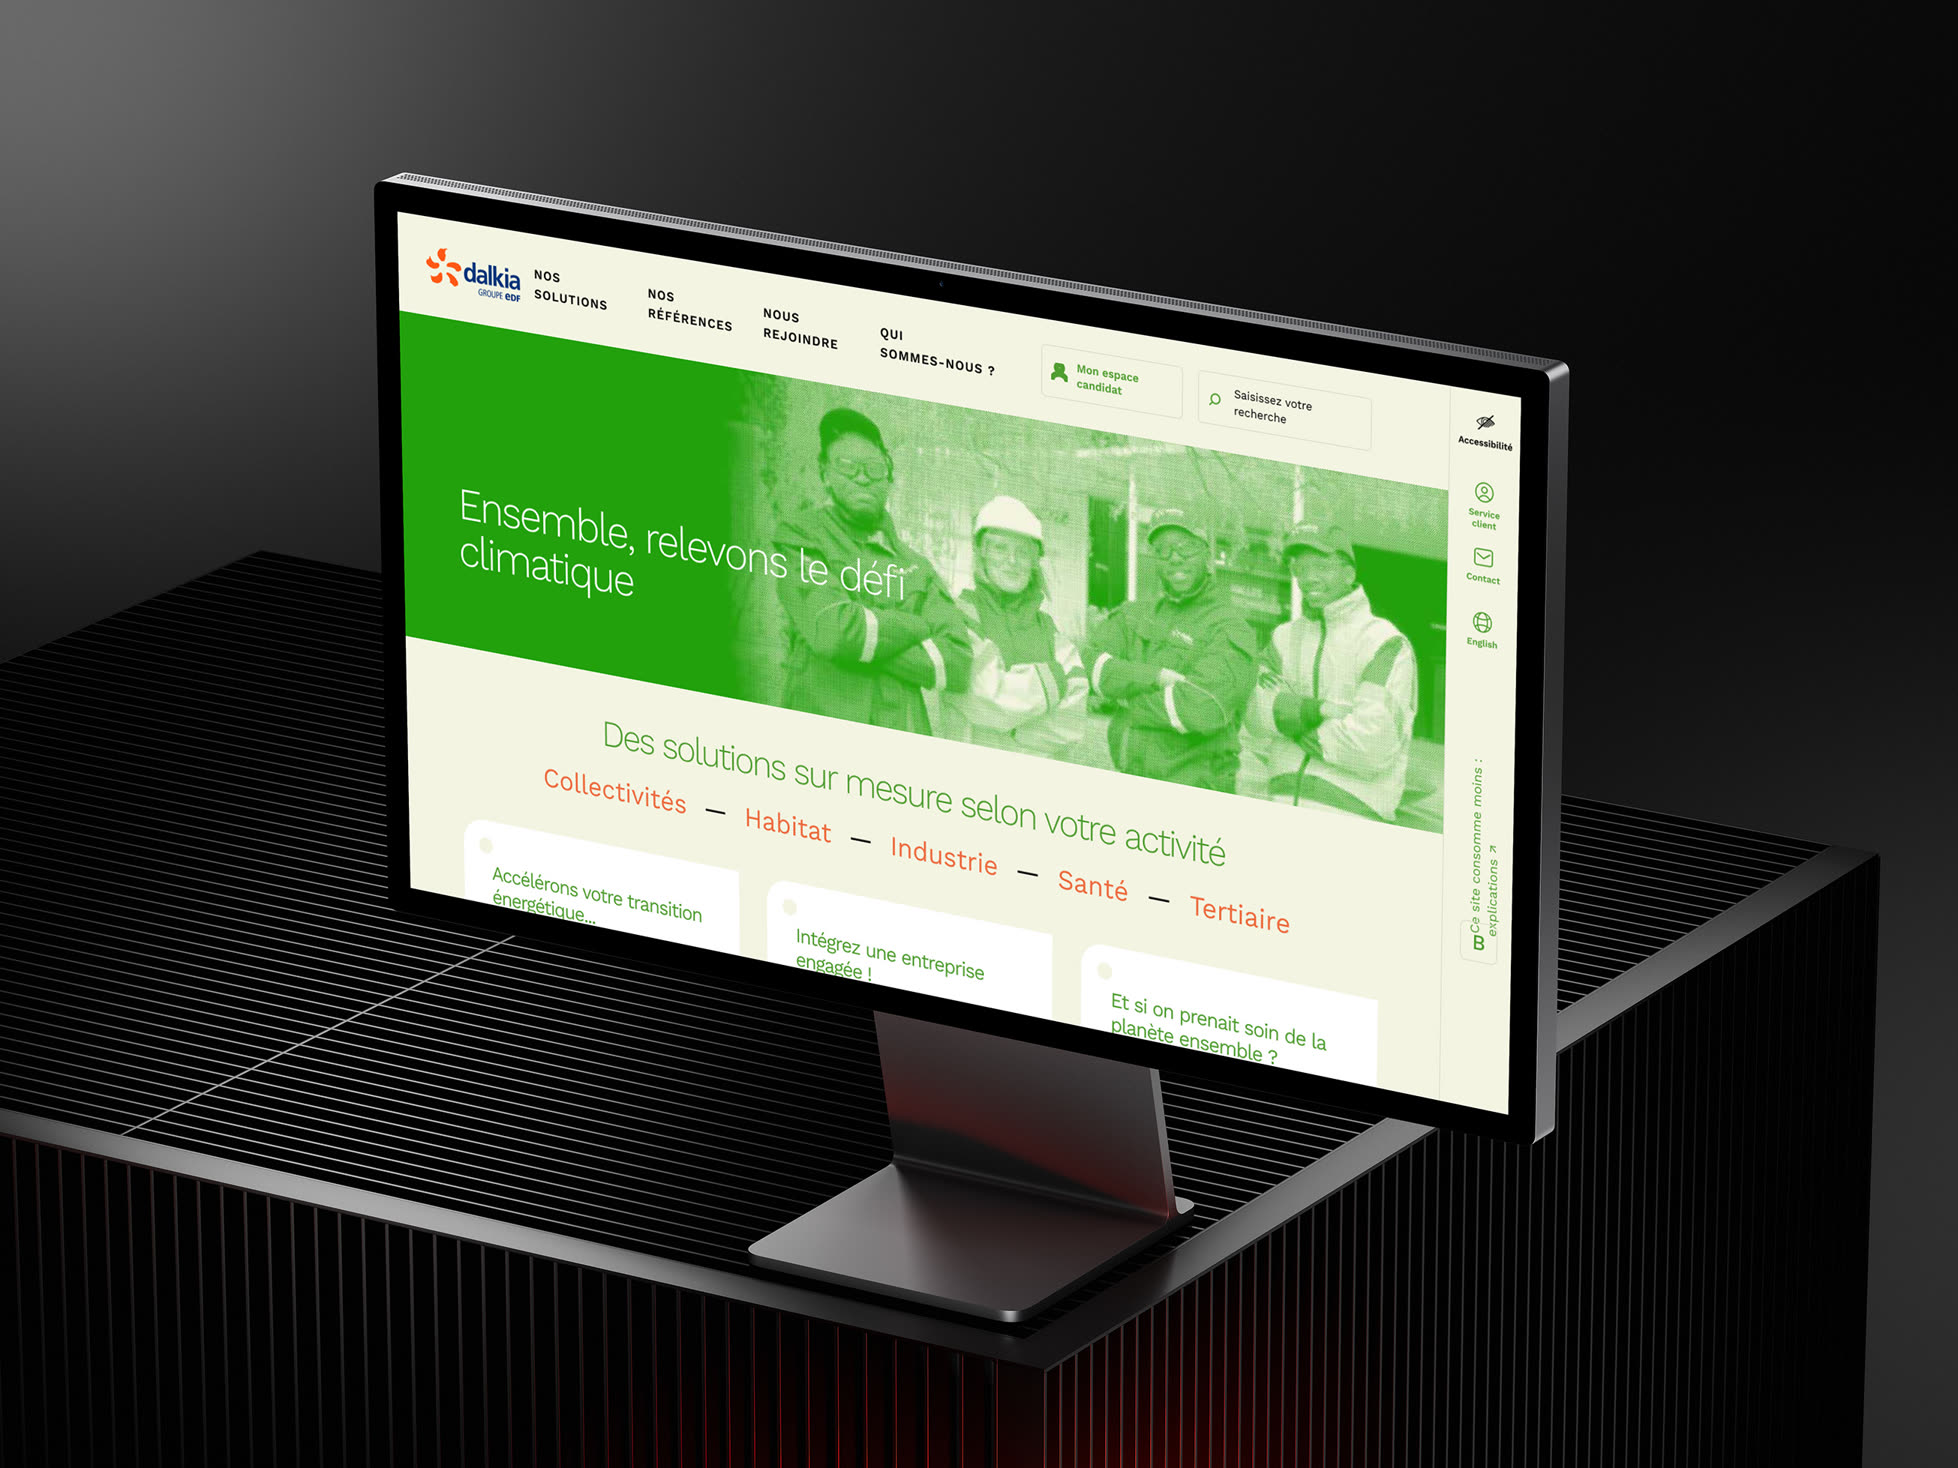 dalkia
GROUPE EDF
NOS
SOLUTIONS
NOS
RÉFÉRENCES
NOUS
REJOINDRE
QUI
SOMMES-NOUS ?
Mon espace
candidat
Saisissez votre
recherche
Accessibilité
Service
client
Contact
English
Ensemble, relevons le défi
climatique
Des solutions sur mesure selon votre activité
Collectivités — Habitat — Industrie — Santé — Tertiaire
Accélérons votre transition
énergétique...
Intégrez une entreprise
engagée !
Et si on prenait soin de la
planète ensemble ?
Ce site consomme moins :
explications ↗
B